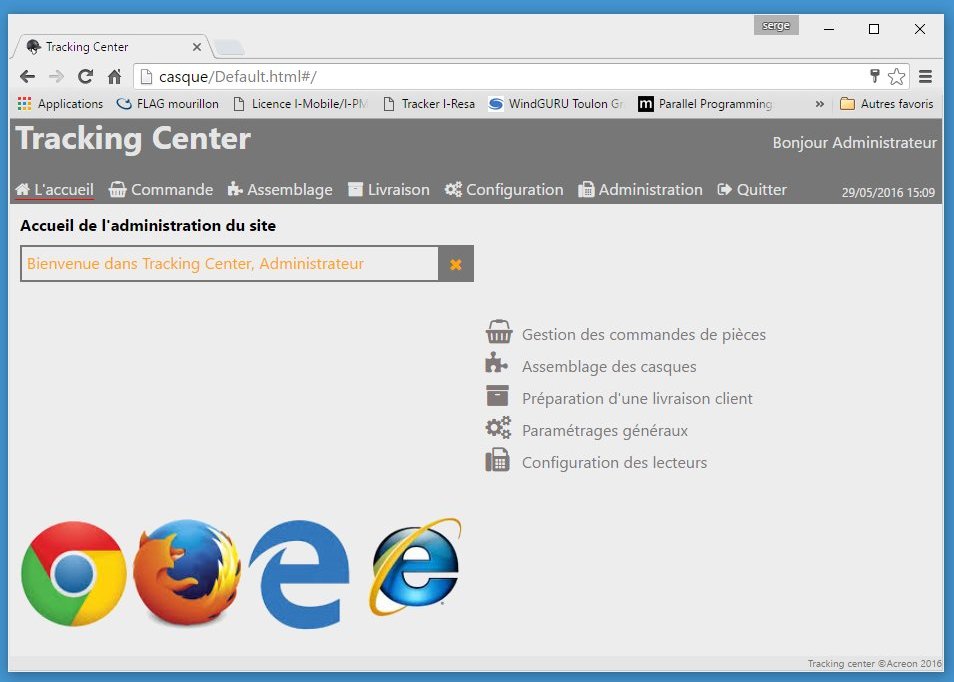 serge
Tracking Center
casque/Default.html#/
Applications FLAG mourillon Licence I-Mobile/I-PM Tracker I-Resa WindGURU Toulon Gr Parallel Programming » Autres favoris
Tracking Center
Bonjour Administrateur
L'accueil Commande Assemblage Livraison Configuration Administration Quitter 29/05/2016 15:09
Accueil de l'administration du site
Bienvenue dans Tracking Center, Administrateur
Gestion des commandes de pièces
Assemblage des casques
Préparation d'une livraison client
Paramétrages généraux
Configuration des lecteurs
Tracking center @Acreon 2016